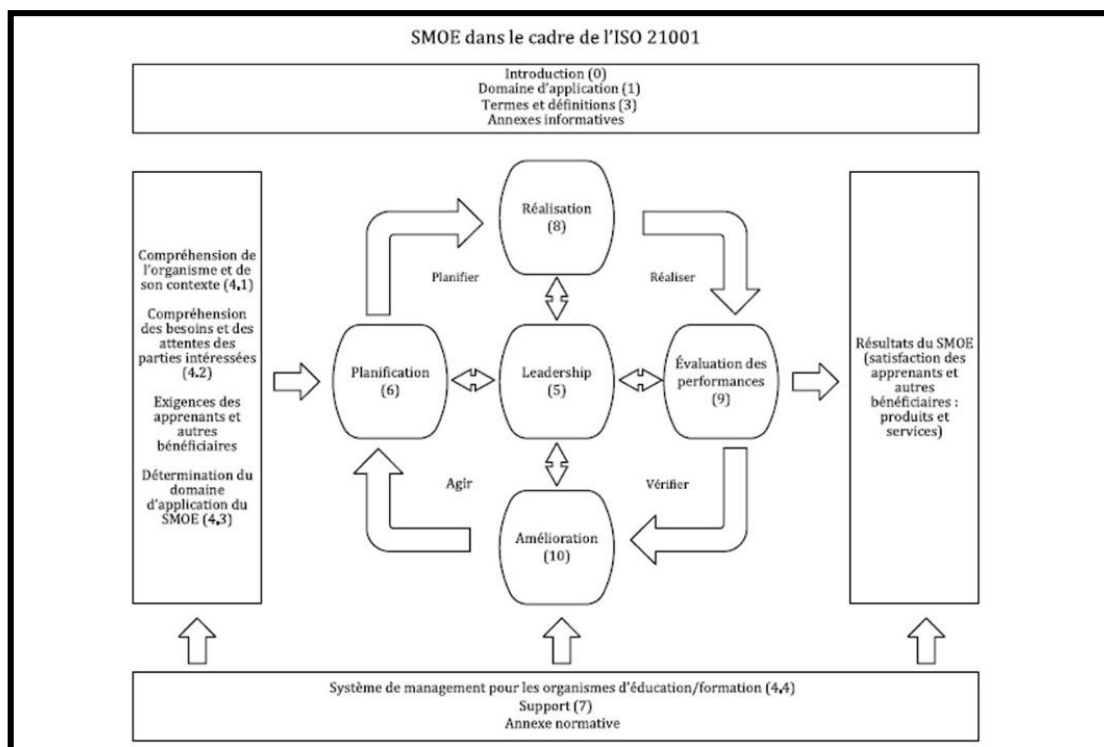 SMOE dans le cadre de l'ISO 21001
Introduction (0)
Domaine d'application (1)
Termes et définitions (3)
Annexes informatives
Compréhension de
l'organisme et de
son contexte (4.1)
Compréhension
des besoins et des
attentes des
parties intéressées
(4.2)
Exigences des
apprenants et
autres
bénéficiaires
Détermination du
domaine
d'application du
SMOE (4.3)
Réalisation
(8)
Planifier
Réaliser
Planification
(6)
Leadership
(5)
Évaluation des
performances
(9)
Agir
Vérifier
Amélioration
(10)
Résultats du SMOE
(satisfaction des
apprenants et
autres
bénéficiaires :
produits et
services)
Système de management pour les organismes d'éducation/formation (4.4)
Support (7)
Annexe normative